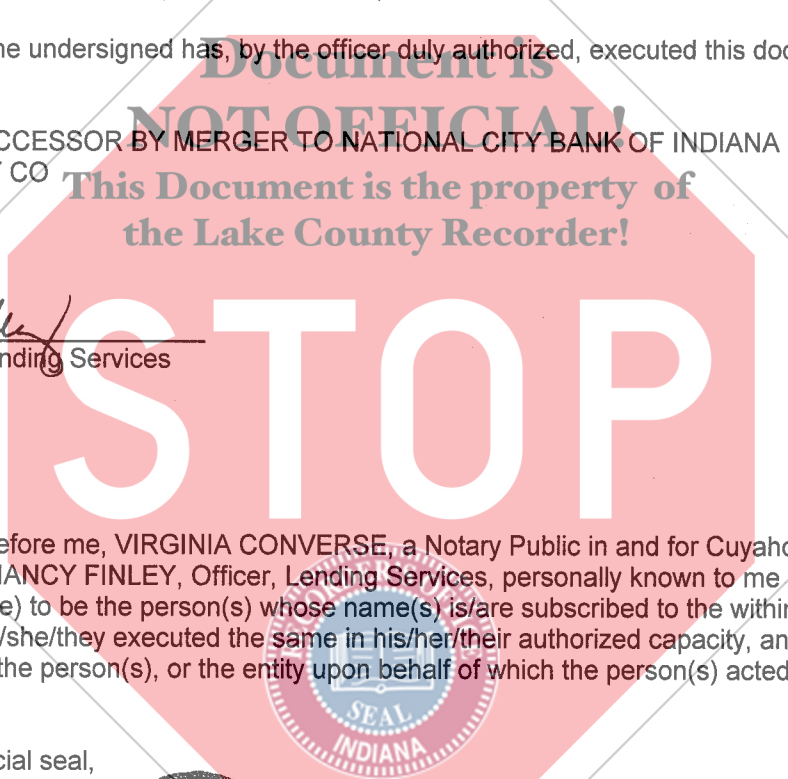 he undersigned has, by the officer duly authorized, executed this doc
Document is
NOT OFFICIAL!
CCESSOR BY MERGER TO NATIONAL CITY BANK OF INDIANA
Y CO
This Document is the property of
the Lake County Recorder!
nding Services
STOP
efore me, VIRGINIA CONVERSE, a Notary Public in and for Cuyaho
NANCY FINLEY, Officer, Lending Services, personally known to me
e) to be the person(s) whose name(s) is/are subscribed to the within
/she/they executed the same in his/her/their authorized capacity, an
the person(s), or the entity upon behalf of which the person(s) acted
SEAL
INDIANA
cial seal,